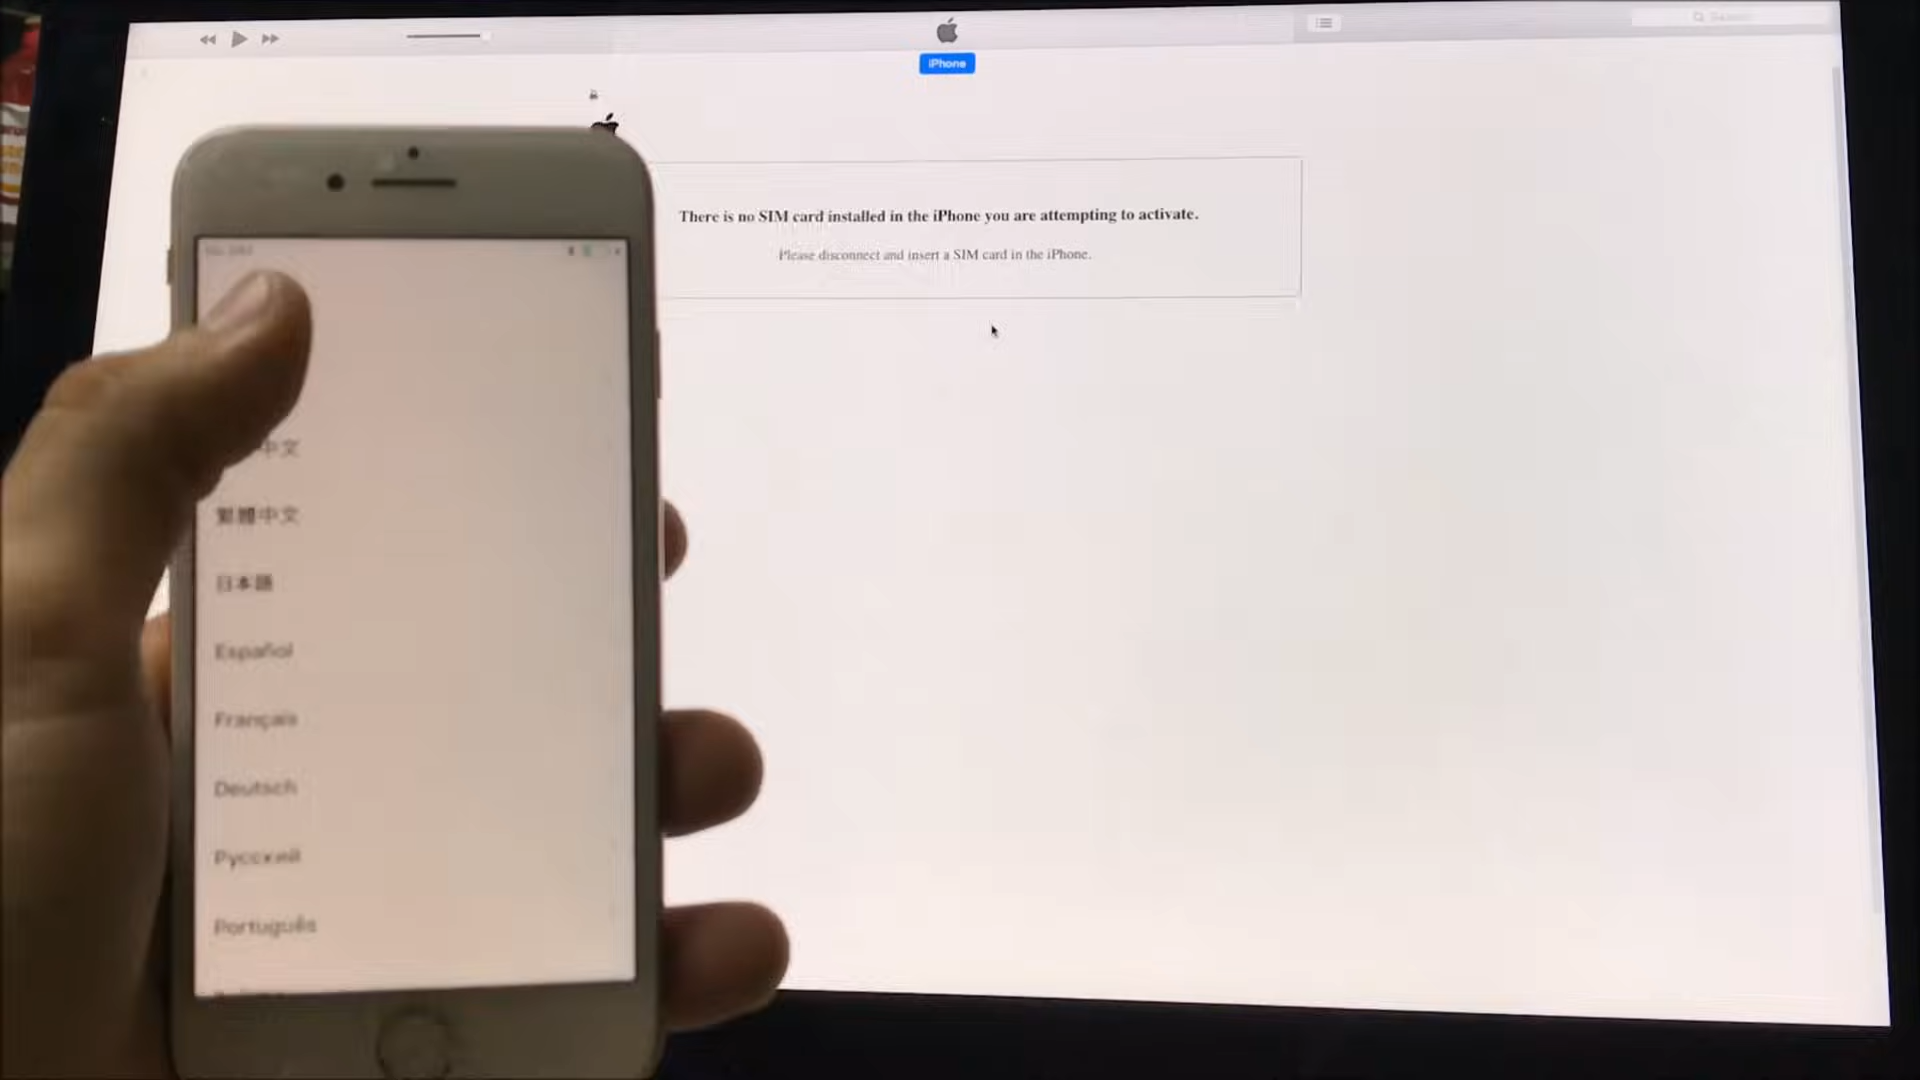 iPhone
There is no SIM card installed in the iPhone you are attempting to activate.
Please disconnect and insert a SIM card in the iPhone.
中文
繁體中文
日本語
Español
Français
Deutsch
Русский
Português